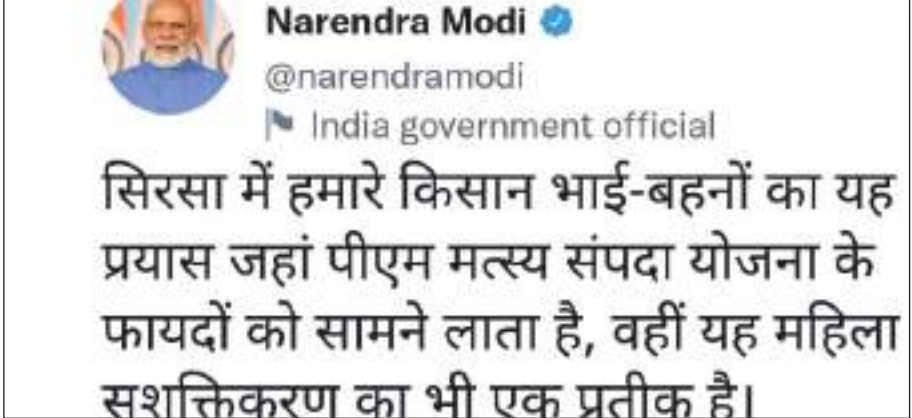 Narendra Modi
@narendramodi
India government official
सिरसा में हमारे किसान भाई-बहनों का यह
प्रयास जहां पीएम मत्स्य संपदा योजना के
फायदों को सामने लाता है, वहीं यह महिला
सशक्तिकरण का भी एक प्रतीक है।